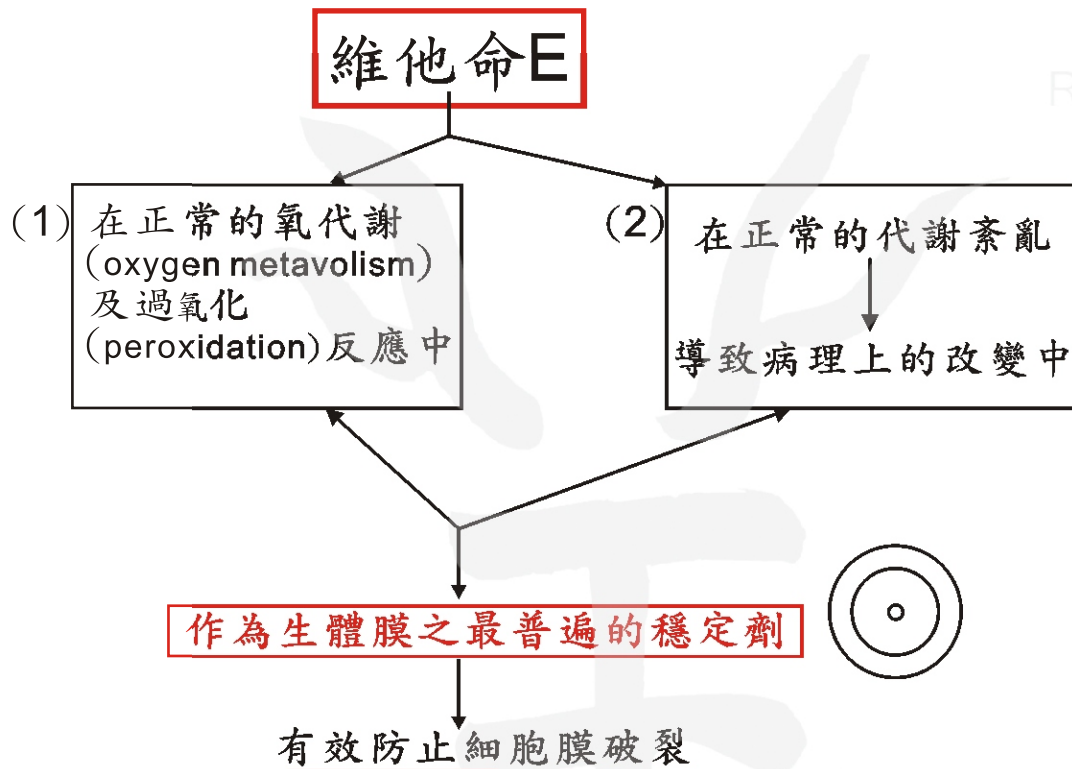 維他命E
R
(1) 在正常的氧代謝
(oxygen metavolism)
及過氧化
(peroxidation)反應中
(2) 在正常的代謝紊亂
導致病理上的改變中
作為生體膜之最普遍的穩定劑
有效防止細胞膜破裂